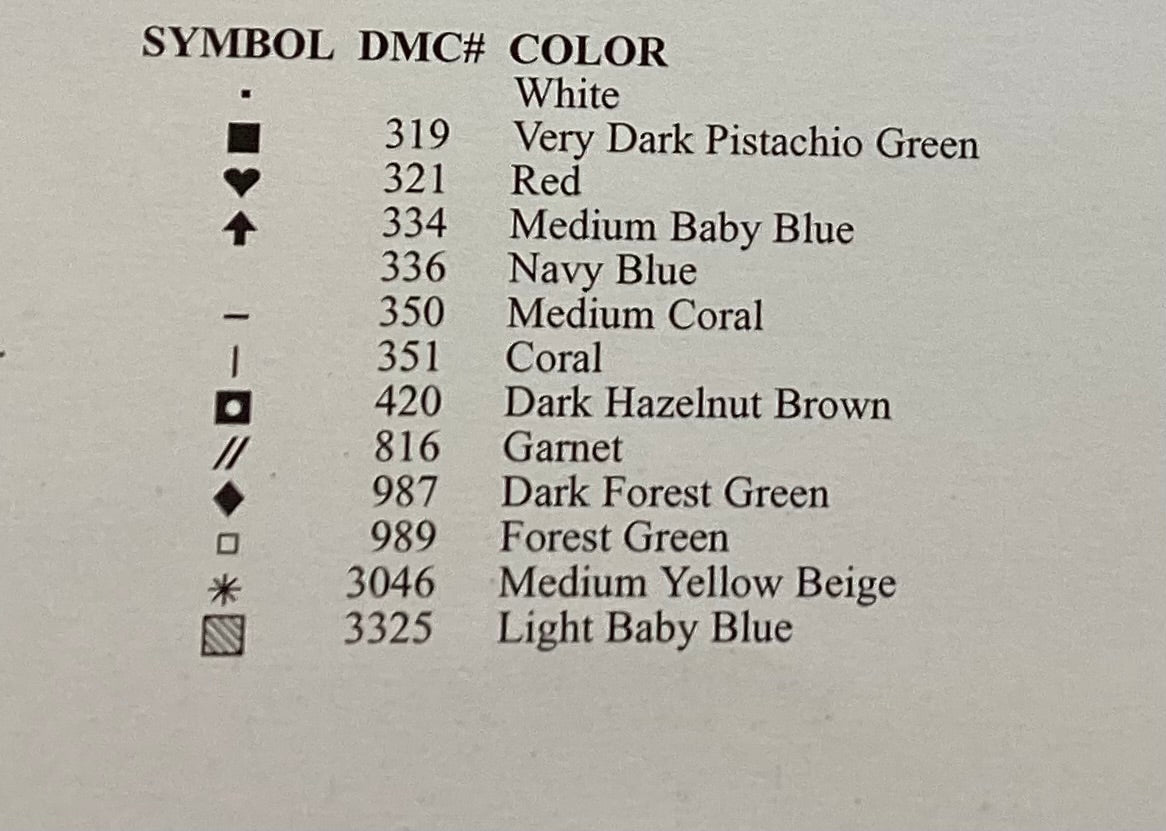 SYMBOL DMC# COLOR
▪ White
■ 319 Very Dark Pistachio Green
♥ 321 Red
⬆ 334 Medium Baby Blue
336 Navy Blue
– 350 Medium Coral
| 351 Coral
◘ 420 Dark Hazelnut Brown
// 816 Garnet
◆ 987 Dark Forest Green
□ 989 Forest Green
✳ 3046 Medium Yellow Beige
▧ 3325 Light Baby Blue